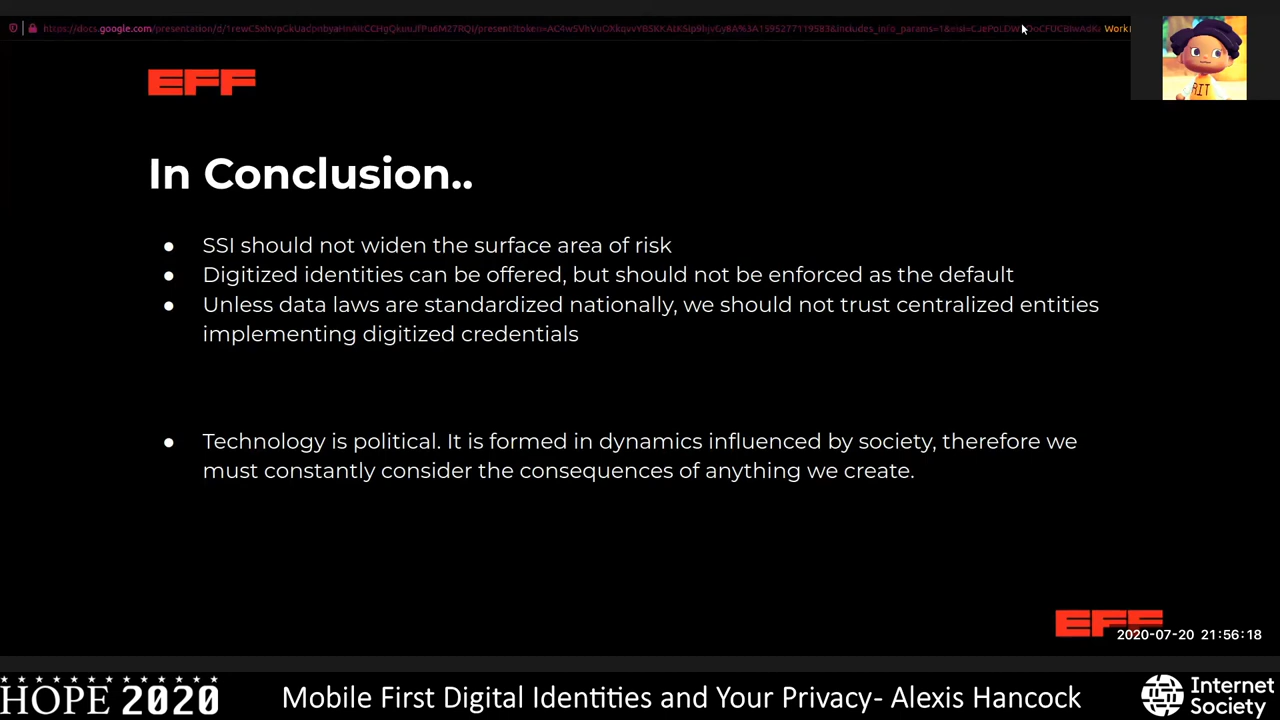 EFF
In Conclusion..
● SSI should not widen the surface area of risk
● Digitized identities can be offered, but should not be enforced as the default
● Unless data laws are standardized nationally, we should not trust centralized entities
implementing digitized credentials
● Technology is political. It is formed in dynamics influenced by society, therefore we
must constantly consider the consequences of anything we create.
EFF
2020-07-20 21:56:18
HOPE 2020
Mobile First Digital Identities and Your Privacy- Alexis Hancock
Internet
Society
RIT